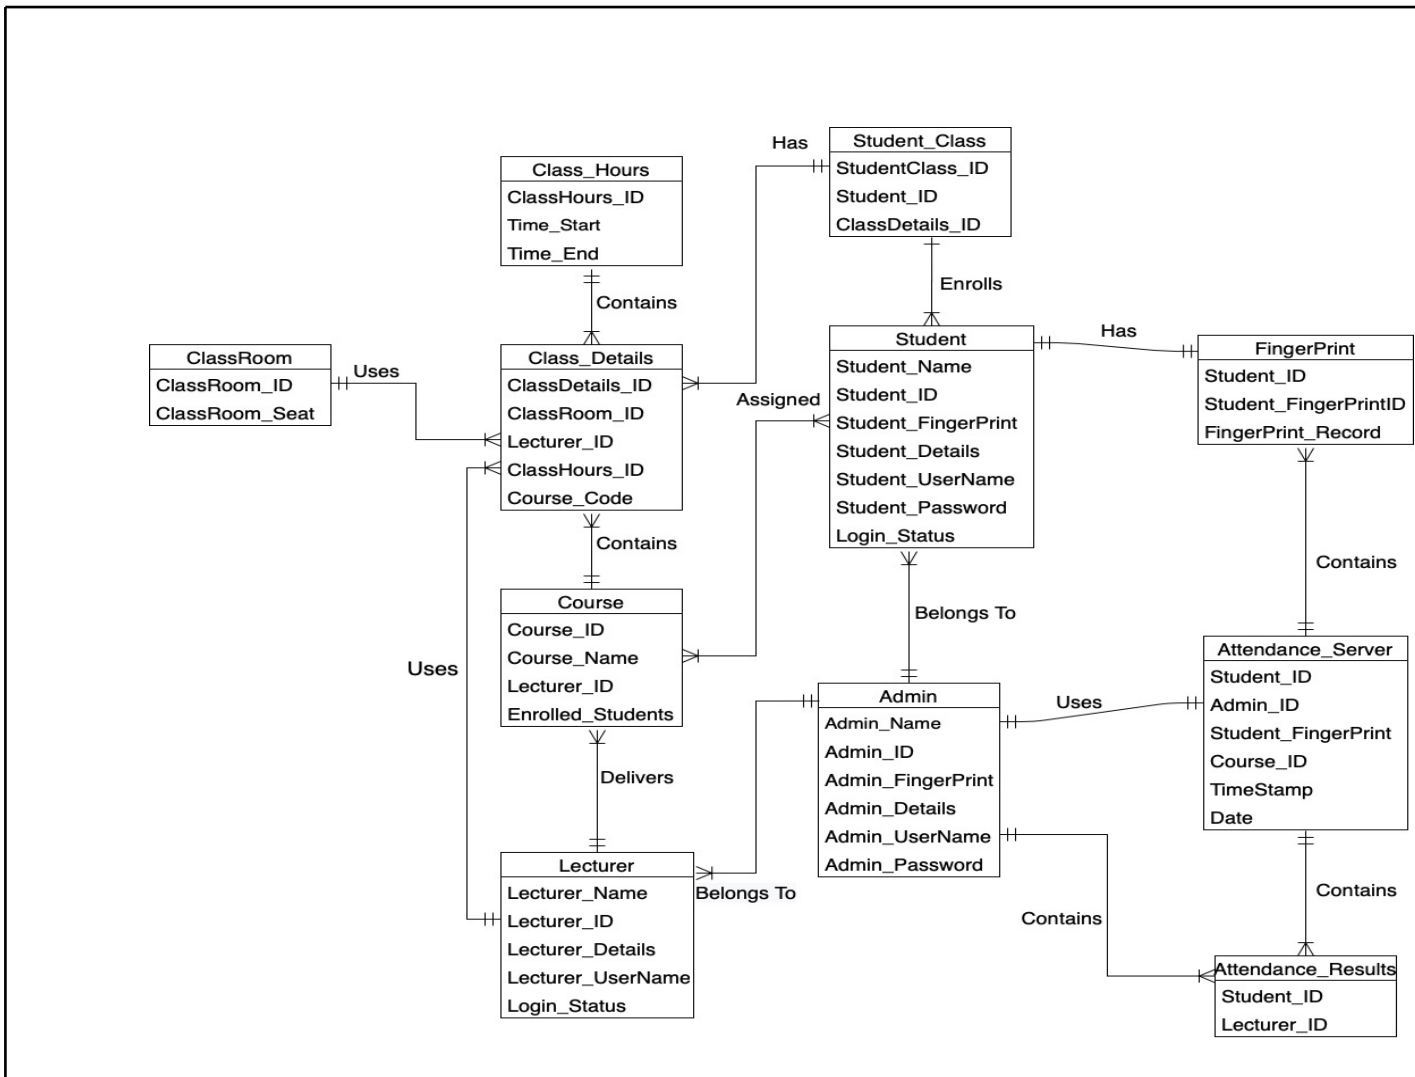 Has
Student_Class
StudentClass_ID
Student_ID
ClassDetails_ID
Class_Hours
ClassHours_ID
Time_Start
Time_End
Contains
Enrolls
ClassRoom
ClassRoom_ID
ClassRoom_Seat
Uses
Class_Details
ClassDetails_ID
ClassRoom_ID
Lecturer_ID
ClassHours_ID
Course_Code
Assigned
Student
Student_Name
Student_ID
Student_FingerPrint
Student_Details
Student_UserName
Student_Password
Login_Status
Has
FingerPrint
Student_ID
Student_FingerPrintID
FingerPrint_Record
Contains
Contains
Course
Course_ID
Course_Name
Lecturer_ID
Enrolled_Students
Uses
Belongs To
Delivers
Admin
Admin_Name
Admin_ID
Admin_FingerPrint
Admin_Details
Admin_UserName
Admin_Password
Uses
Attendance_Server
Student_ID
Admin_ID
Student_FingerPrint
Course_ID
TimeStamp
Date
Lecturer
Lecturer_Name
Lecturer_ID
Lecturer_Details
Lecturer_UserName
Login_Status
Belongs To
Contains
Contains
Attendance_Results
Student_ID
Lecturer_ID